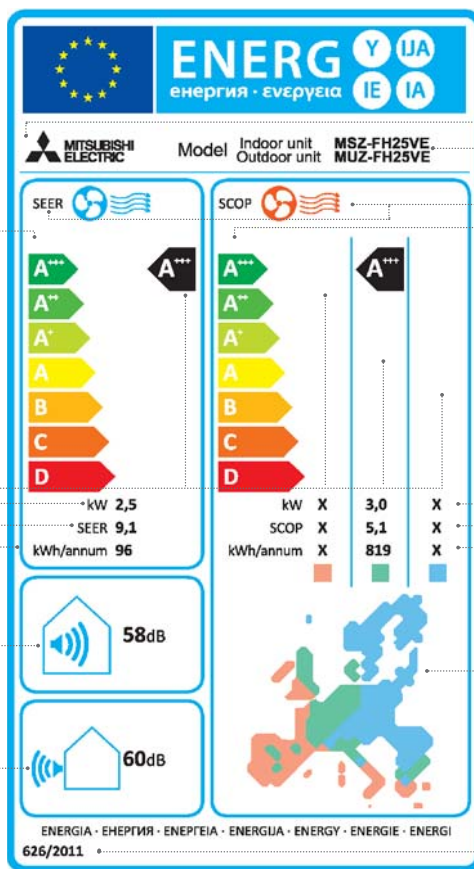 ENERG Y IJA
енергия · ενεργεια IE IA
MITSUBISHI
ELECTRIC
Model Indoor unit MSZ-FH25VE
Outdoor unit MUZ-FH25VE
SEER
A+++ A+++
A++
A+
A
B
C
D
kW 2,5
SEER 9,1
kWh/annum 96
SCOP
A+++ A+++
A++
A+
A
B
C
D
kW X 3,0 X
SCOP X 5,1 X
kWh/annum X 819 X
58dB
60dB
ENERGIA · ЕНЕРГИЯ · ΕΝΕΡΓΕΙΑ · ENERGIJA · ENERGY · ENERGIE · ENERGI
626/2011